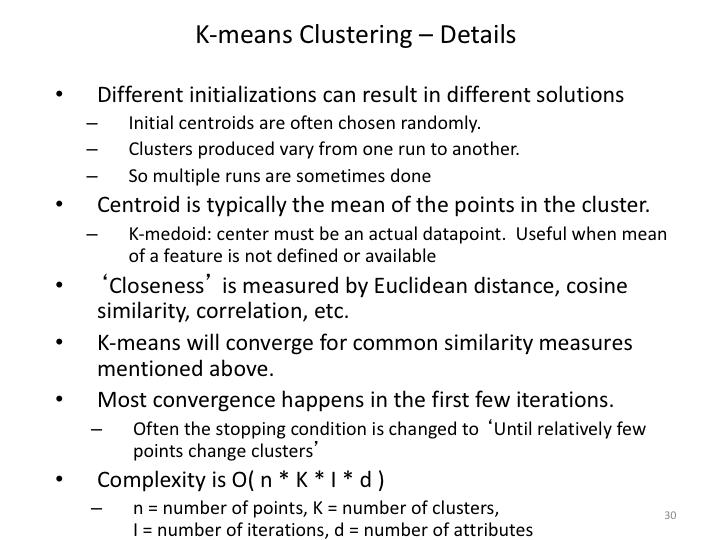 K-means Clustering – Details
• Different initializations can result in different solutions
– Initial centroids are often chosen randomly.
– Clusters produced vary from one run to another.
– So multiple runs are sometimes done
• Centroid is typically the mean of the points in the cluster.
– K-medoid: center must be an actual datapoint.  Useful when mean
of a feature is not defined or available
• ‘Closeness’ is measured by Euclidean distance, cosine
similarity, correlation, etc.
• K-means will converge for common similarity measures
mentioned above.
• Most convergence happens in the first few iterations.
– Often the stopping condition is changed to ‘Until relatively few
points change clusters’
• Complexity is O( n * K * I * d )
– n = number of points, K = number of clusters,
I = number of iterations, d = number of attributes
30